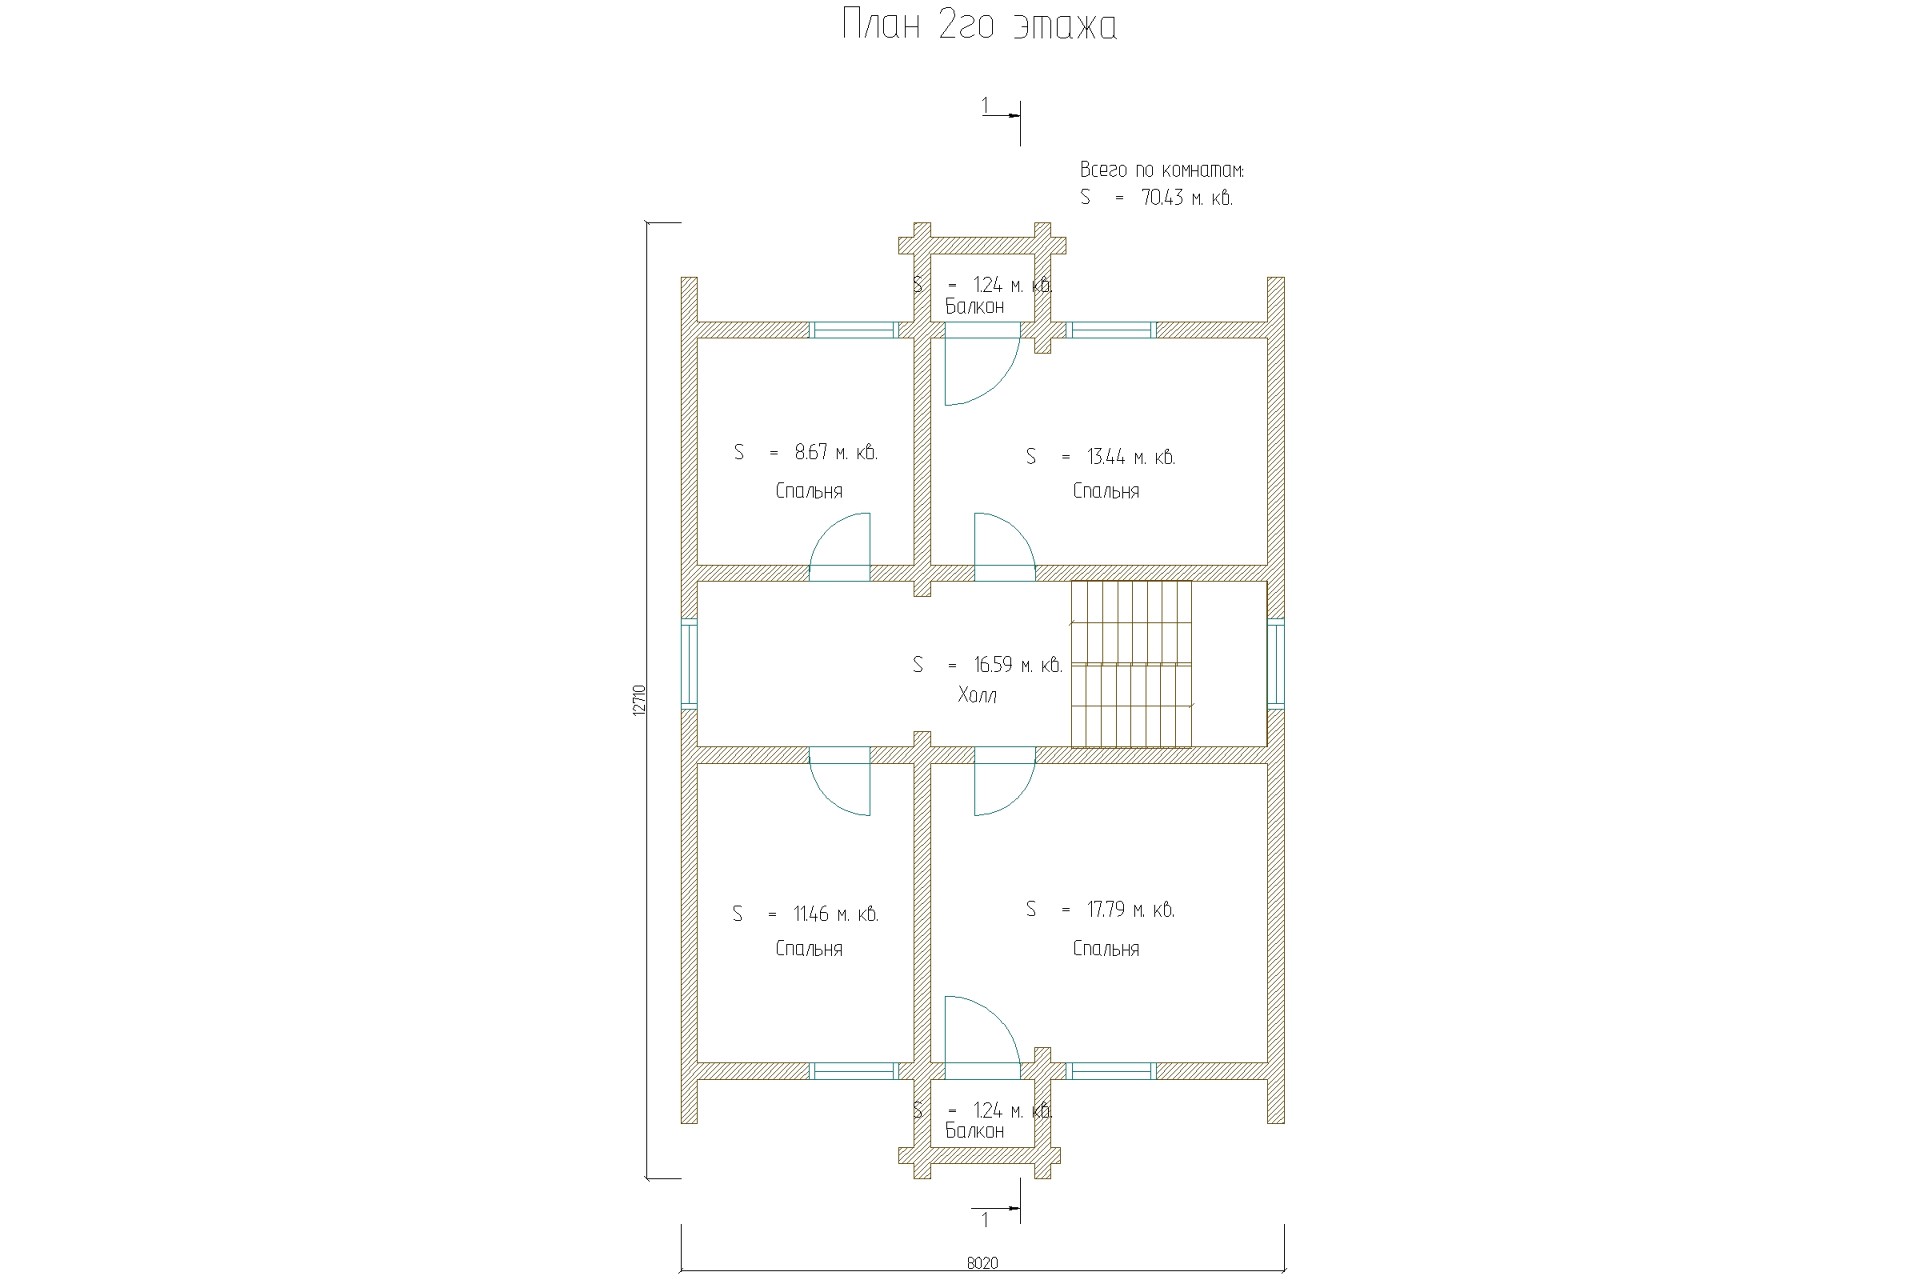 План 2го этажа
1
Всего по комнатам:
S = 70.43 м. кв.
S = 1.24 м. кв.
Балкон
S = 8.67 м. кв.
Спальня
S = 13.44 м. кв.
Спальня
S = 16.59 м. кв.
Холл
12710
S = 11.46 м. кв.
Спальня
S = 17.79 м. кв.
Спальня
S = 1.24 м. кв.
Балкон
1
8020